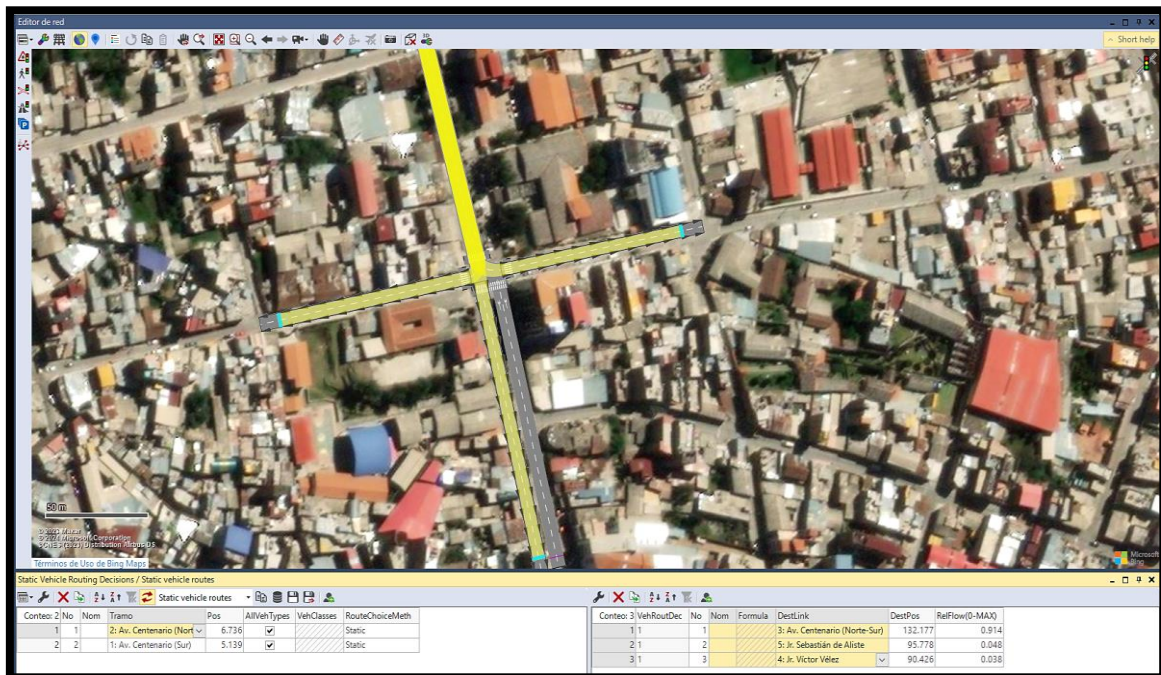 Editor de red
Short help
50 m
Términos de Uso de Bing Maps
Microsoft
Bing
Static Vehicle Routing Decisions / Static vehicle routes
Static vehicle routes
Conteo: 2 No Nom Tramo Pos AllVehTypes VehClasses RouteChoiceMeth
1 1 2: Av. Centenario (Nort 6.736 Static
2 2 1: Av. Centenario (Sur) 5.139 Static
Conteo: 3 VehRoutDec No Nom Formula DestLink DestPos RelFlow(0-MAX)
1 1 1 3: Av. Centenario (Norte-Sur) 132.177 0.914
2 1 2 5: Jr. Sebastián de Aliste 95.778 0.048
3 1 3 4: Jr. Víctor Vélez 90.426 0.038